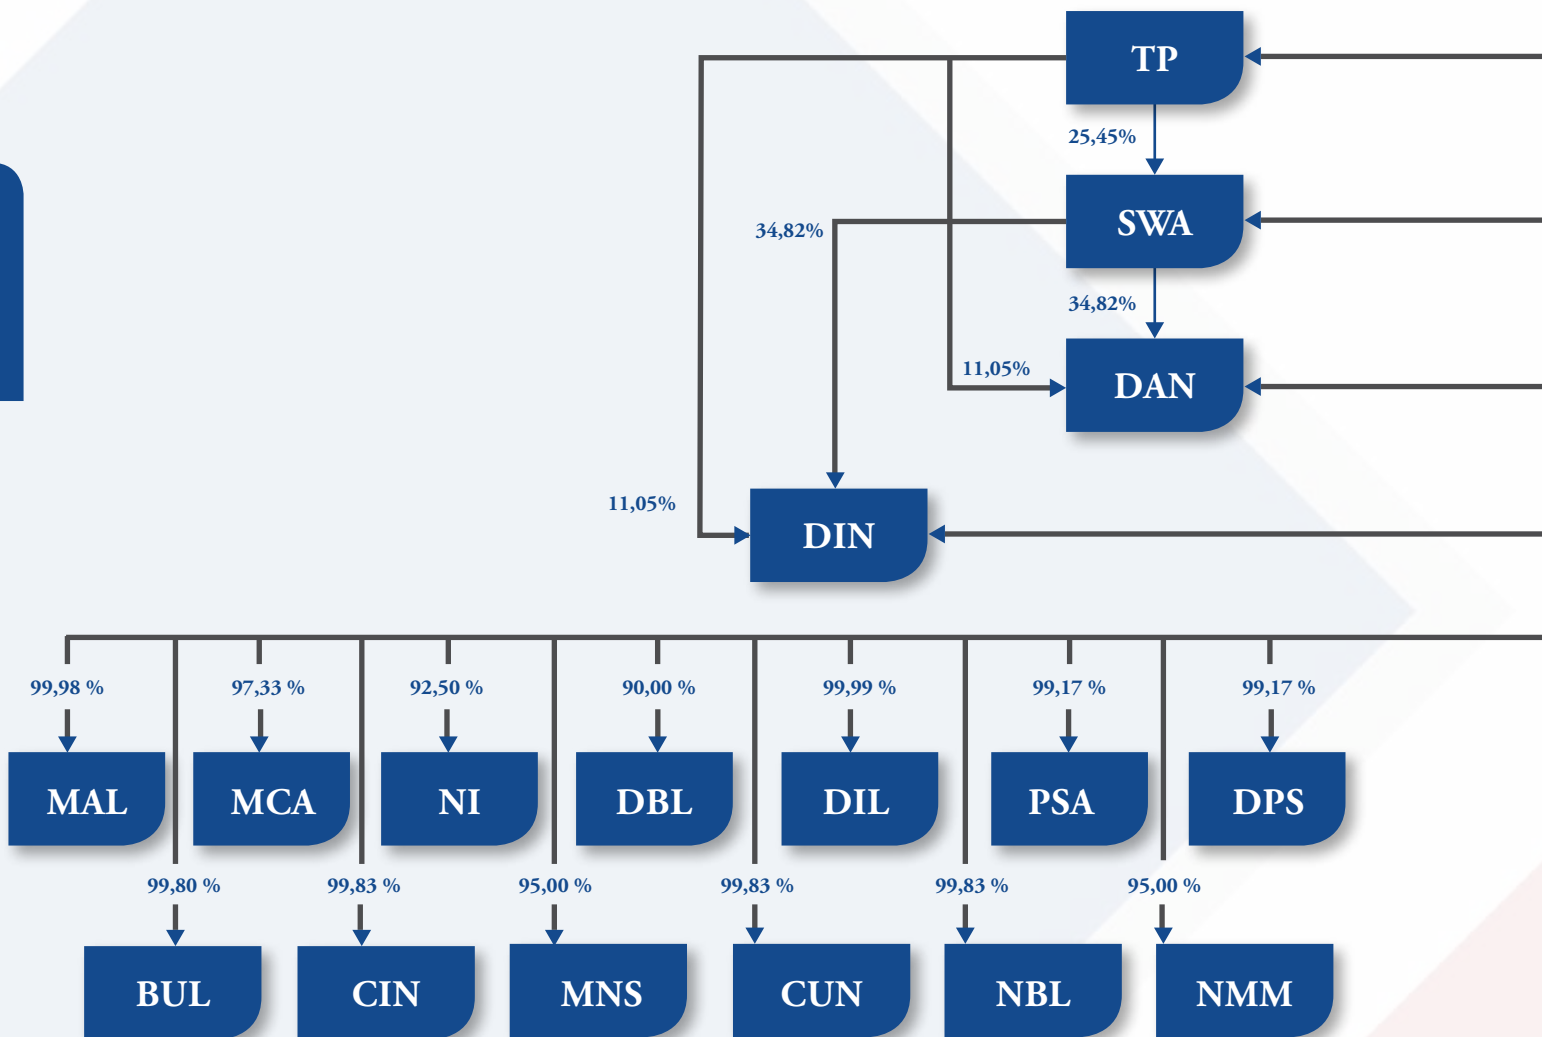 TP
25,45%
SWA
34,82%
34,82%
11,05%
DAN
11,05%
DIN
99,98 %
97,33 %
92,50 %
90,00 %
99,99 %
99,17 %
99,17 %
MAL
MCA
NI
DBL
DIL
PSA
DPS
99,80 %
99,83 %
95,00 %
99,83 %
99,83 %
95,00 %
BUL
CIN
MNS
CUN
NBL
NMM